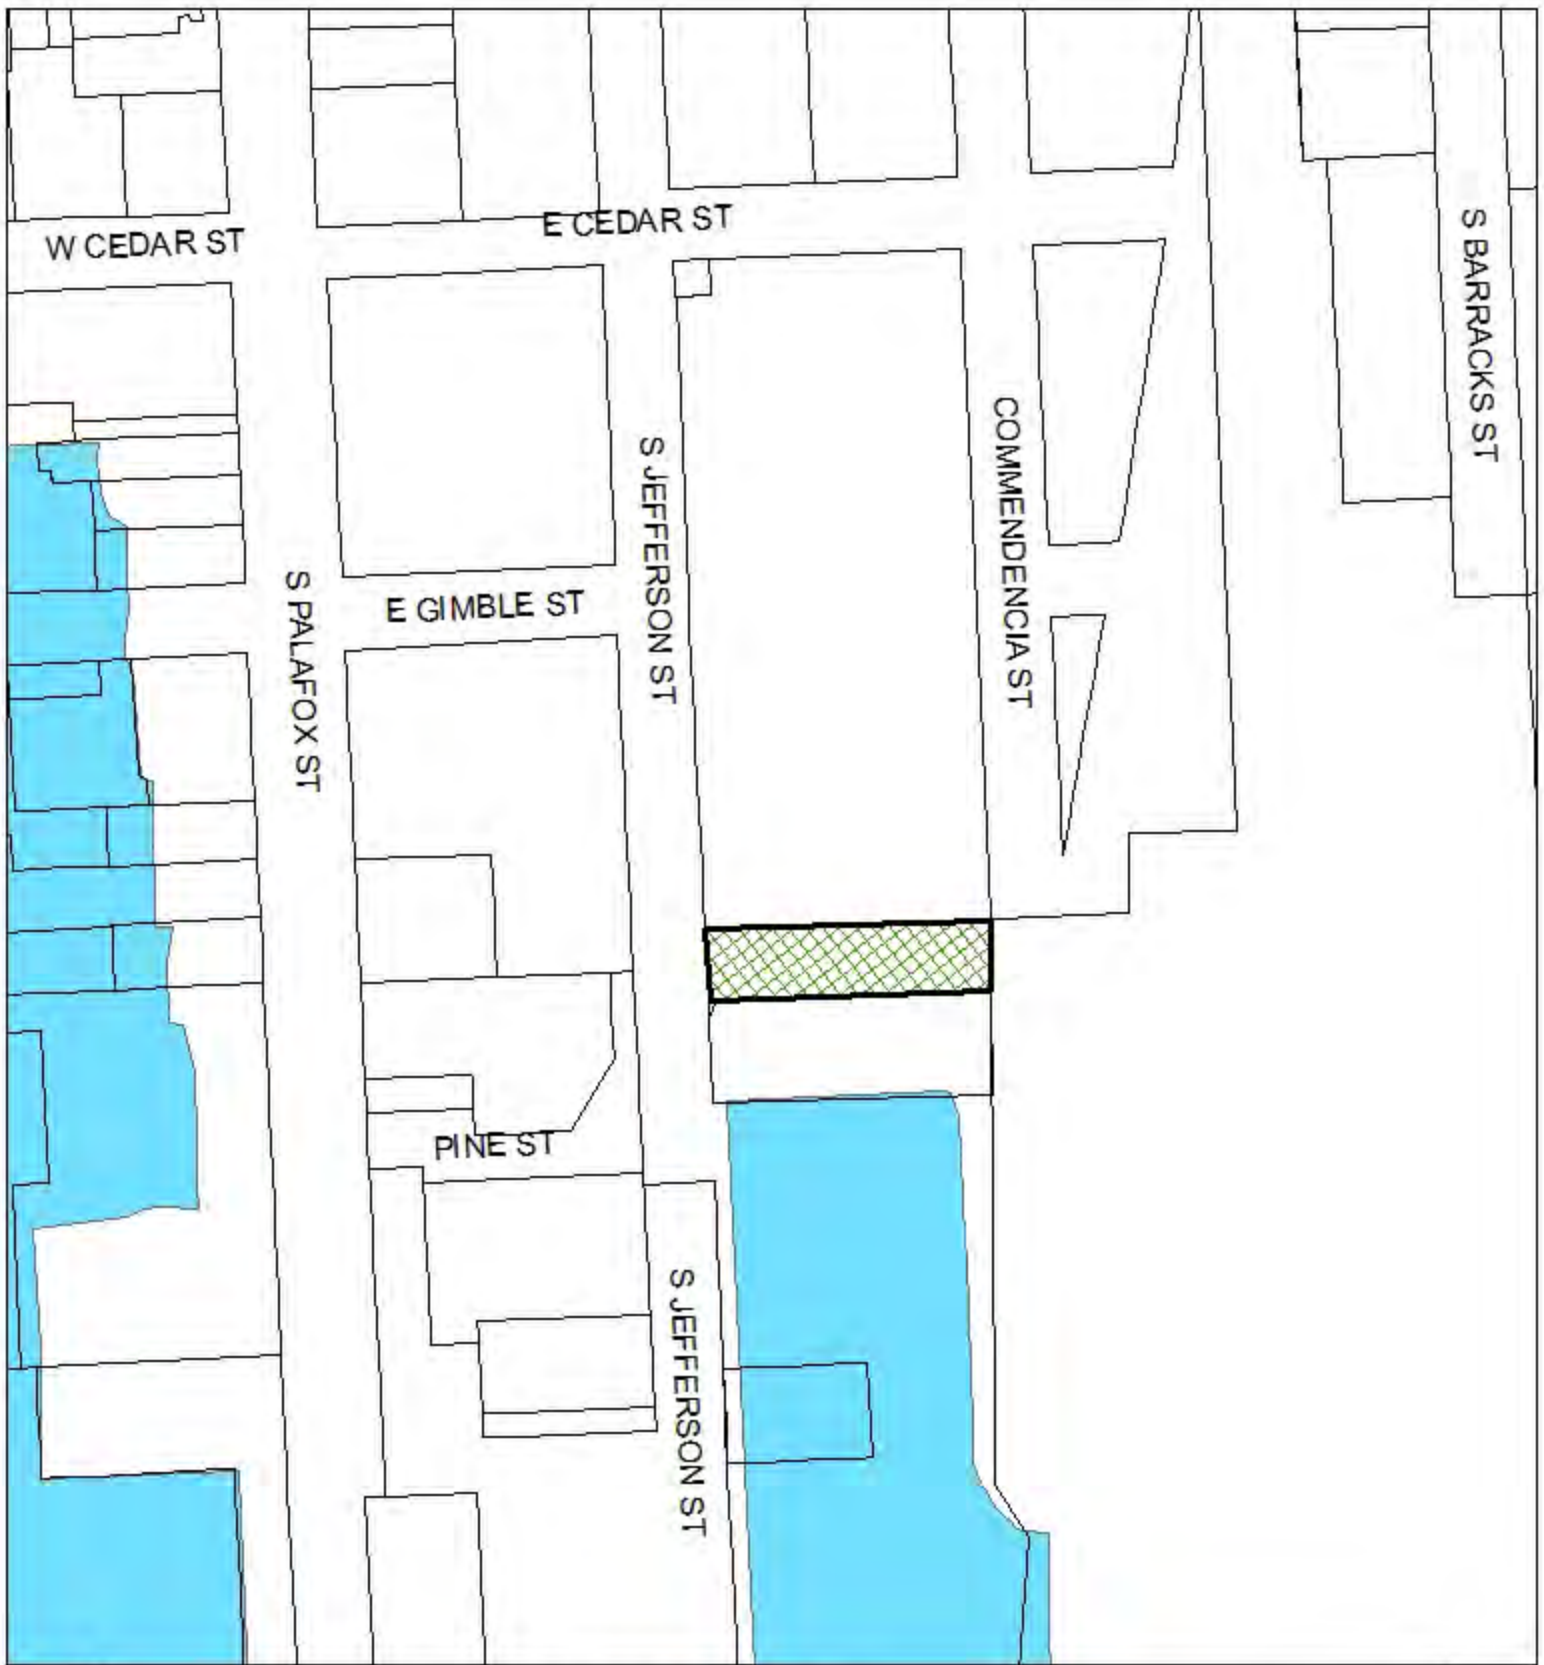 W CEDAR ST
E CEDAR ST
S BARRACKS ST
COMMENDENCIA ST
S JEFFERSON ST
S PALAFOX ST
E GIMBLE ST
PINE ST
S JEFFERSON ST